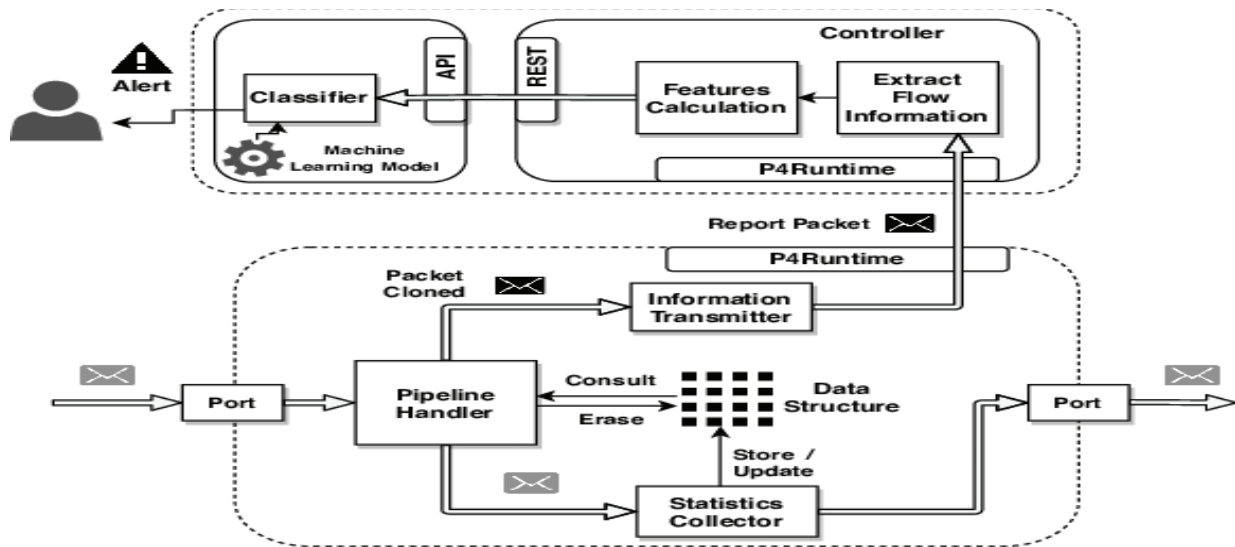 Controller
Alert
Classifier
API
REST
Features
Calculation
Extract
Flow
Information
Machine
Learning Model
P4Runtime
Report Packet
P4Runtime
Packet
Cloned
Information
Transmitter
Port
Pipeline
Handler
Consult
Erase
Data
Structure
Port
Store /
Update
Statistics
Collector